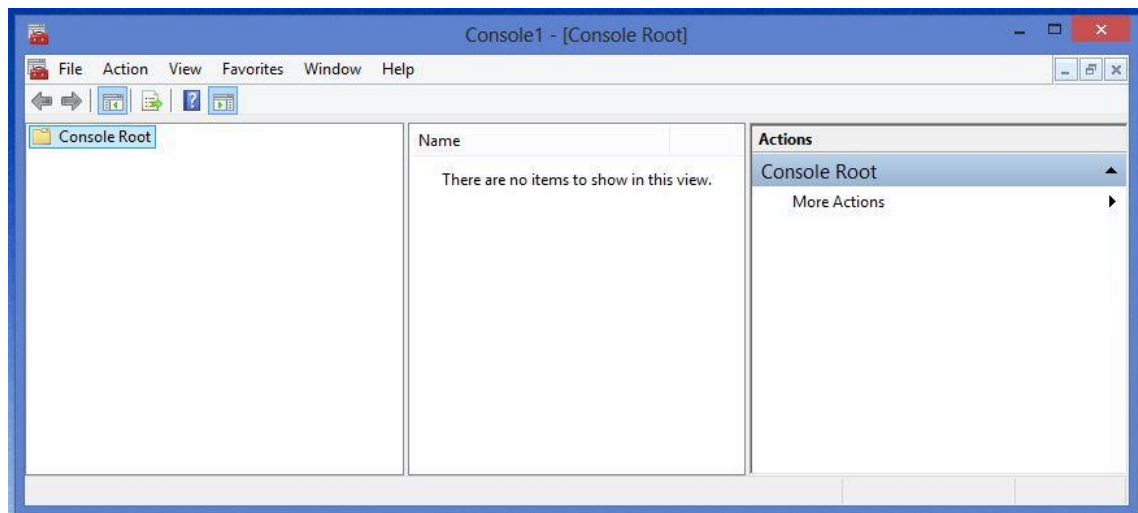 Console1 - [Console Root]
File Action View Favorites Window Help
Console Root
Name
There are no items to show in this view.
Actions
Console Root
More Actions